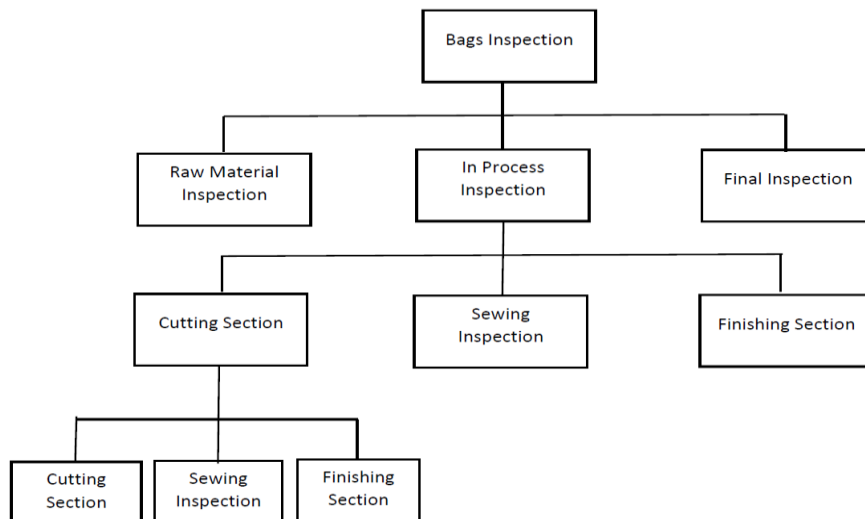 Bags Inspection
Raw Material
Inspection
In Process
Inspection
Final Inspection
Cutting Section
Sewing
Inspection
Finishing Section
Cutting
Section
Sewing
Inspection
Finishing
Section